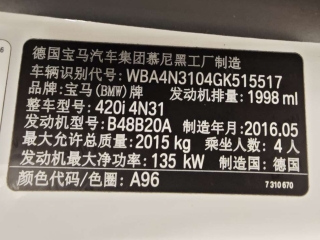 德国宝马汽车集团慕尼黑工厂制造
车辆识别代号：WBA4N3104GK515517
品牌：宝马(BMW)牌 发动机排量：1998 ml
整车型号：420i 4N31
发动机型号：B48B20A 制造年月：2016.05
最大允许总质量：2015 kg 乘坐人数：4 人
发动机最大净功率：135 kW 制造国：德国
颜色代码/色圈：A96
7 310 670